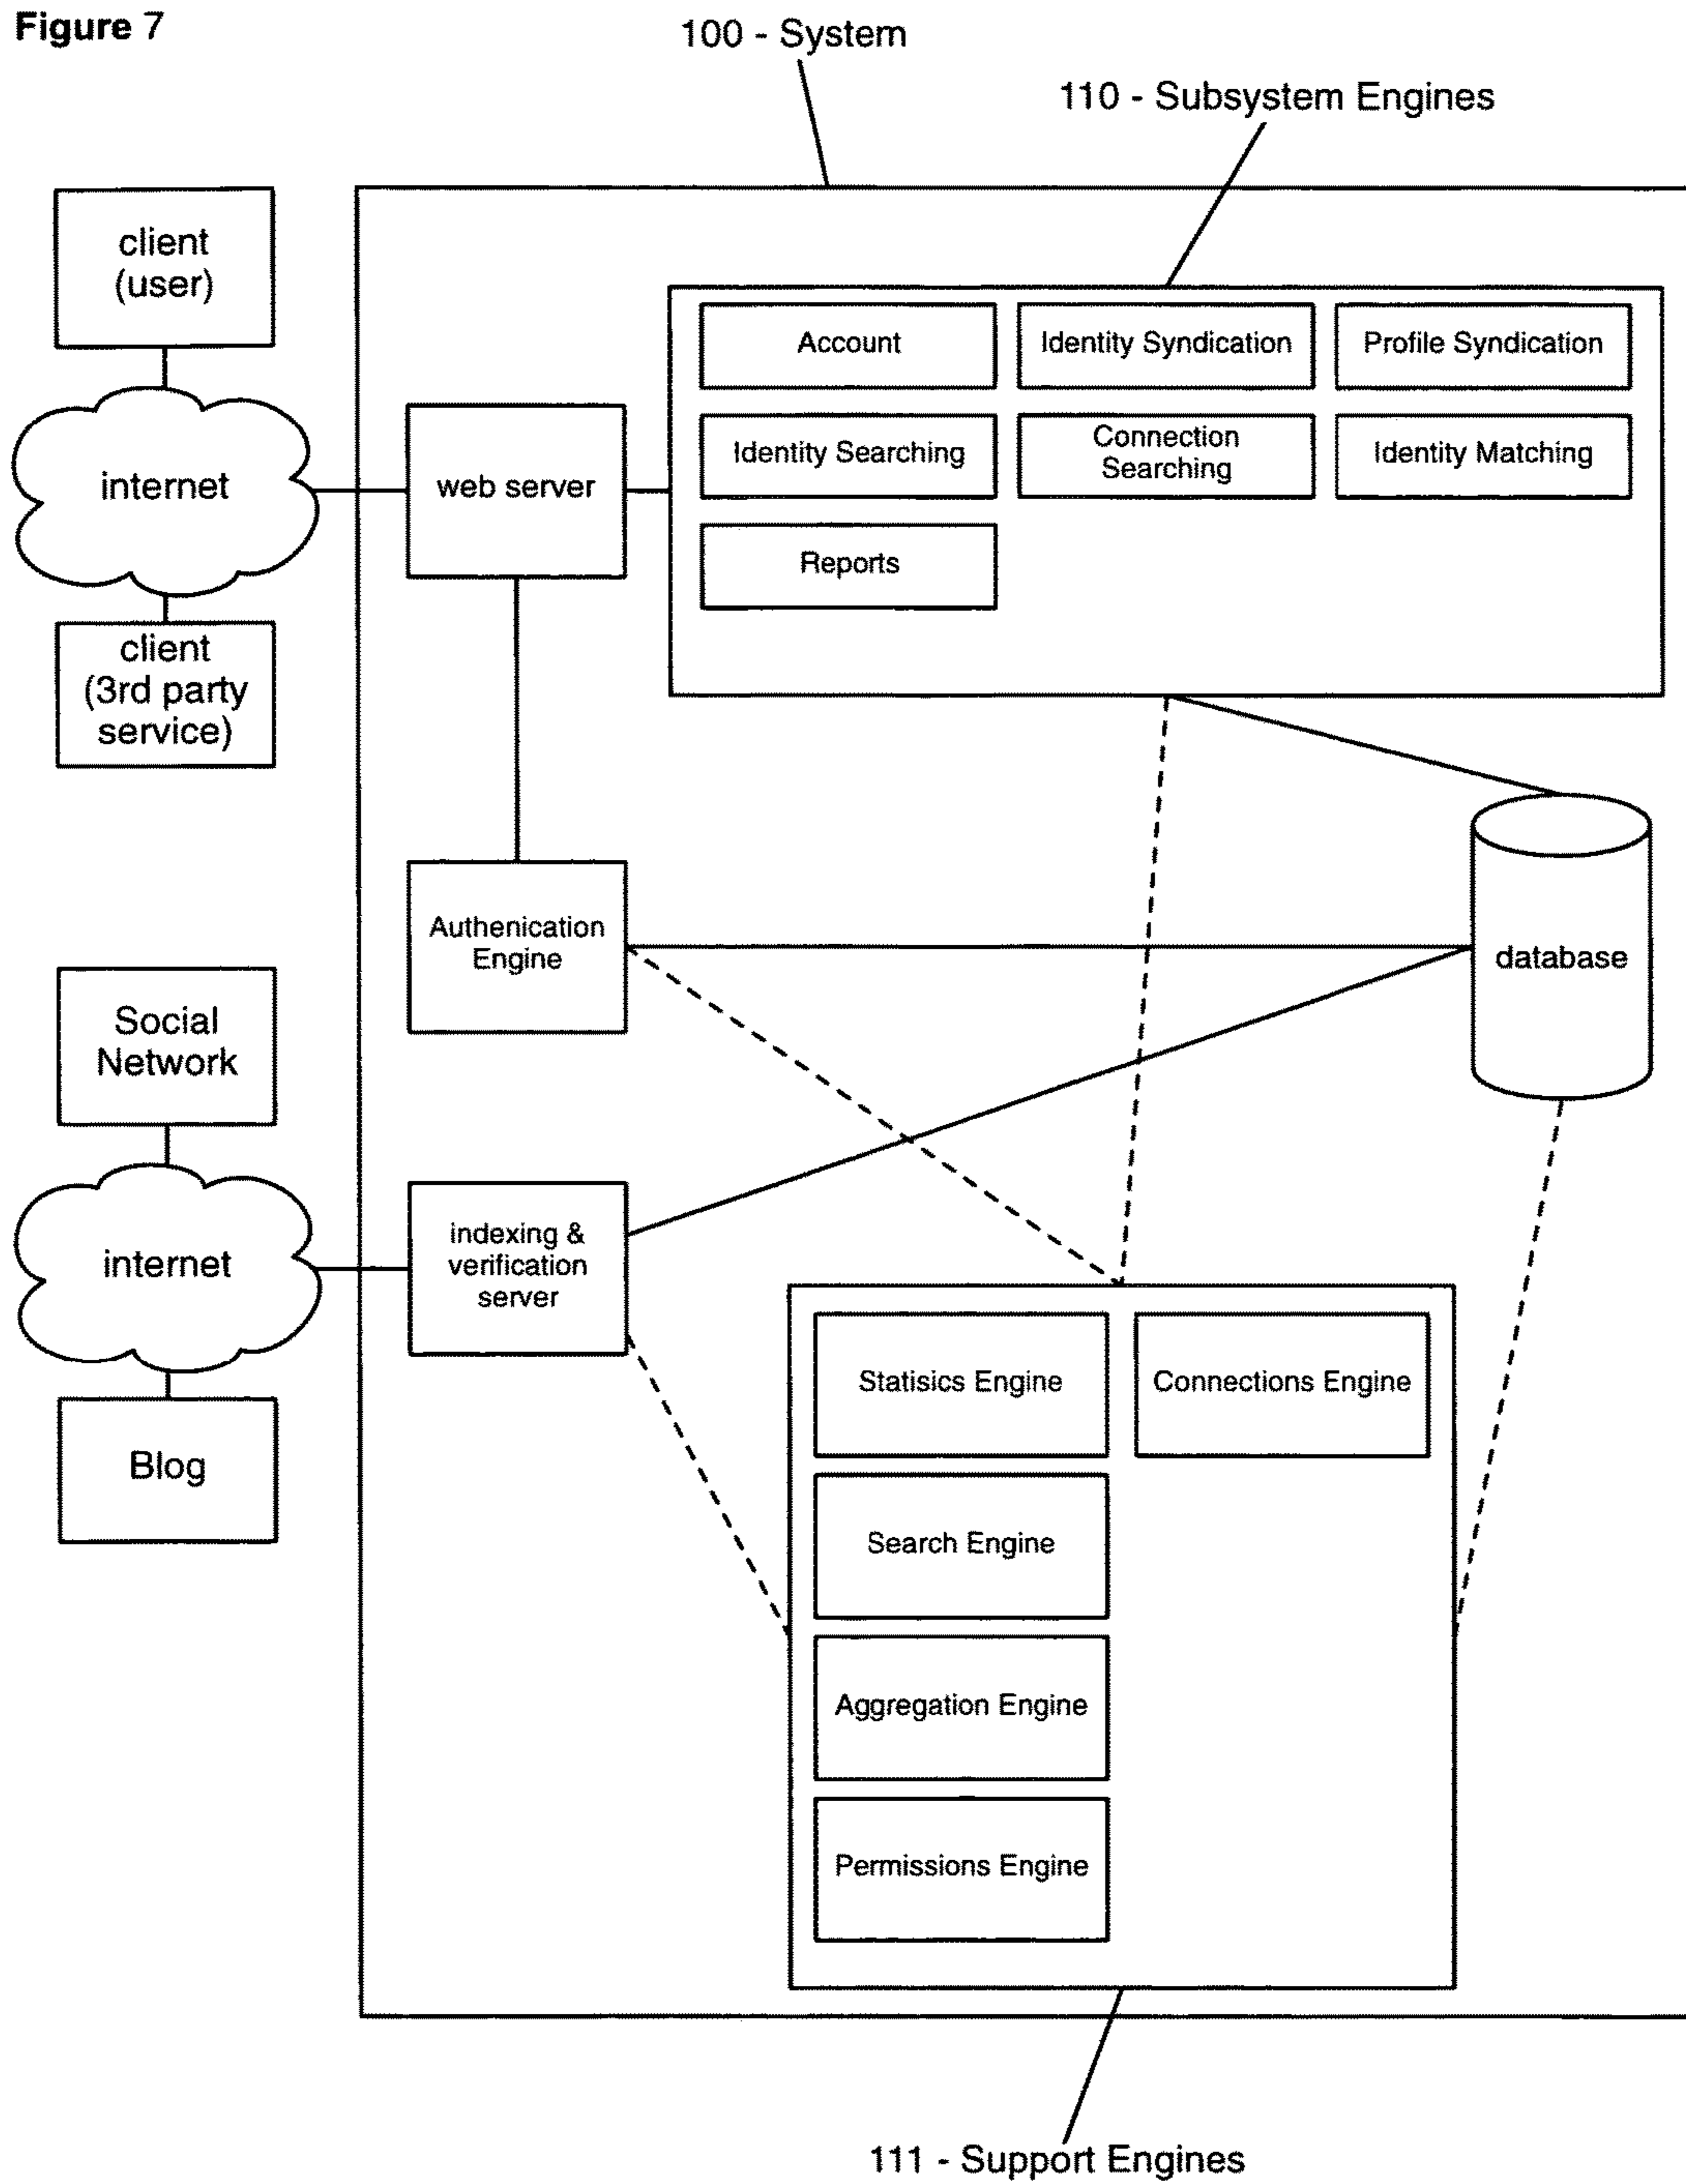 Figure 7
100 - System
110 - Subsystem Engines
client
(user)
internet
client
(3rd party
service)
web server
Account
Identity Syndication
Profile Syndication
Identity Searching
Connection
Searching
Identity Matching
Reports
Authenication
Engine
database
Social
Network
internet
Blog
indexing &
verification
server
Statisics Engine
Connections Engine
Search Engine
Aggregation Engine
Permissions Engine
111 - Support Engines